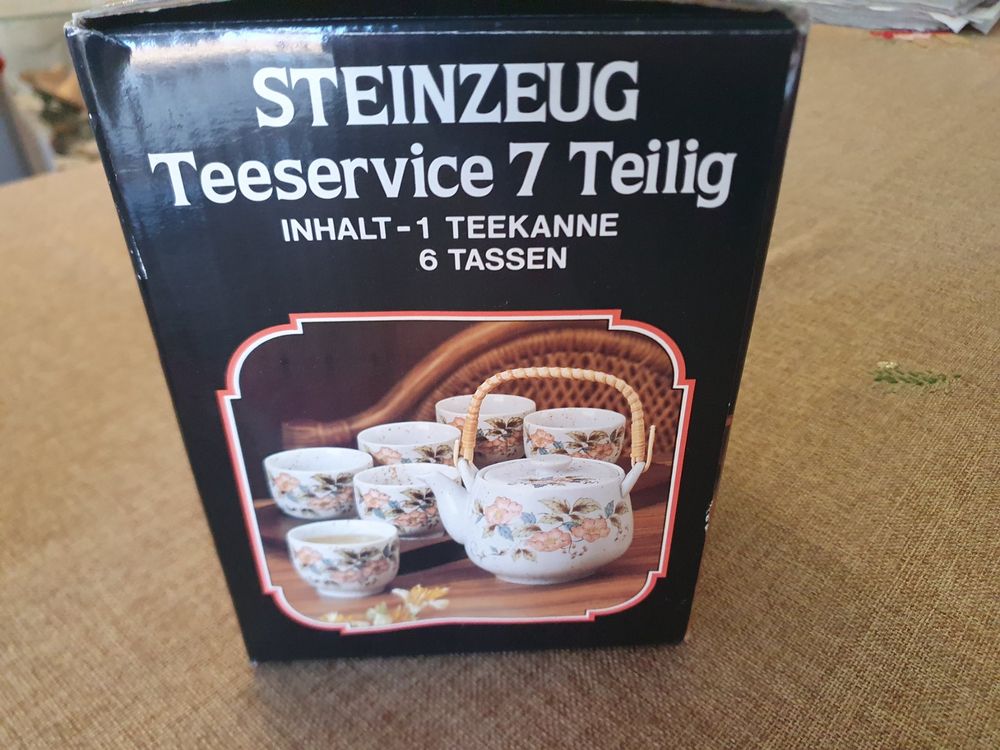 STEINZEUG
Teeservice 7 Teilig
INHALT-1 TEEKANNE
6 TASSEN